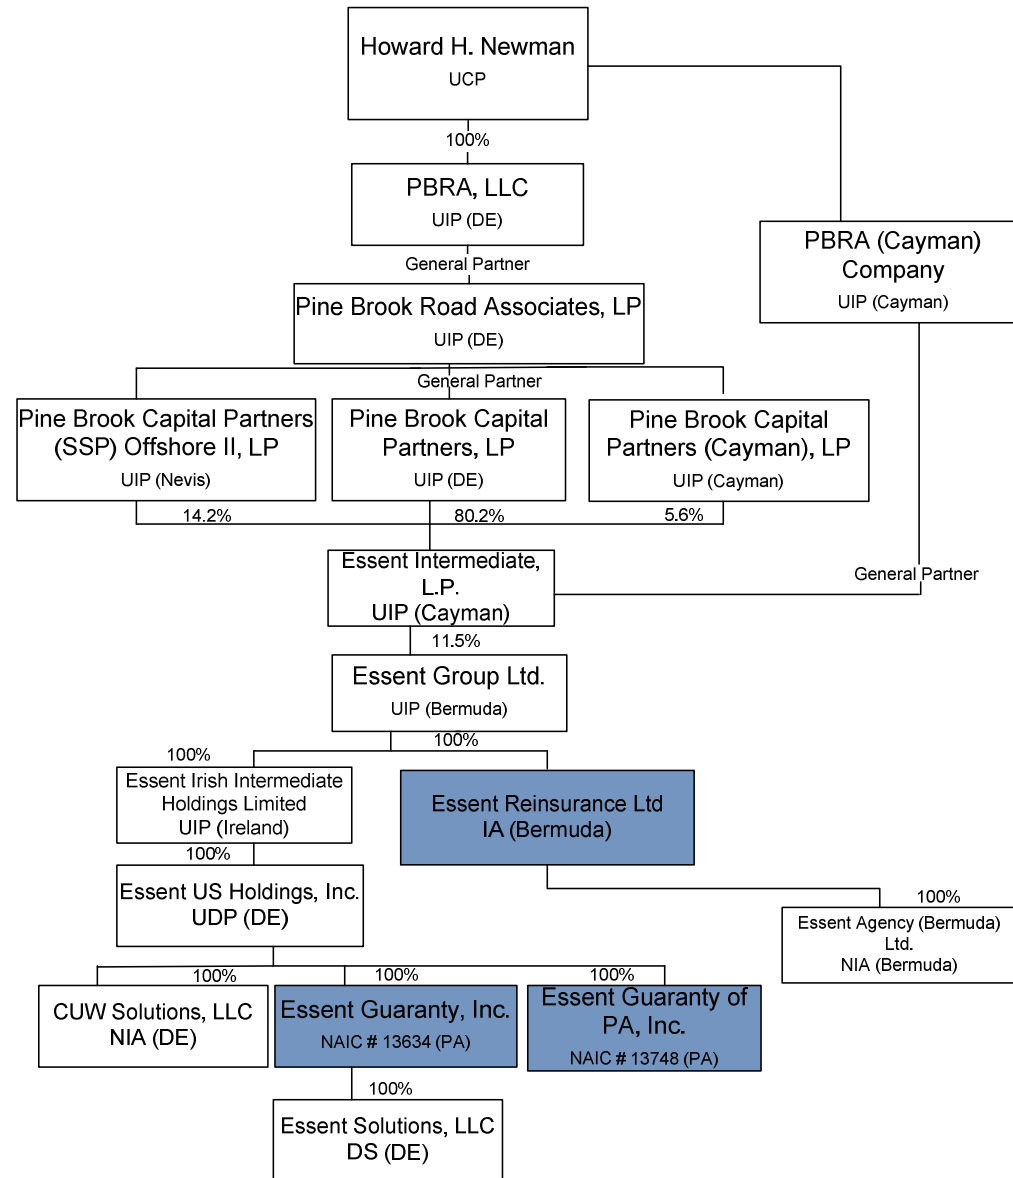 Howard H. Newman
UCP
100%
PBRA, LLC
UIP (DE)
PBRA (Cayman)
Company
UIP (Cayman)
General Partner
Pine Brook Road Associates, LP
UIP (DE)
General Partner
Pine Brook Capital Partners
(SSP) Offshore II, LP
UIP (Nevis)
Pine Brook Capital
Partners, LP
UIP (DE)
Pine Brook Capital
Partners (Cayman), LP
UIP (Cayman)
14.2%
80.2%
5.6%
Essent Intermediate,
L.P.
UIP (Cayman)
General Partner
11.5%
Essent Group Ltd.
UIP (Bermuda)
100%
100%
Essent Irish Intermediate
Holdings Limited
UIP (Ireland)
Essent Reinsurance Ltd
IA (Bermuda)
100%
Essent US Holdings, Inc.
UDP (DE)
100%
Essent Agency (Bermuda)
Ltd.
NIA (Bermuda)
100%
100%
100%
CUW Solutions, LLC
NIA (DE)
Essent Guaranty, Inc.
NAIC # 13634 (PA)
Essent Guaranty of
PA, Inc.
NAIC # 13748 (PA)
100%
Essent Solutions, LLC
DS (DE)